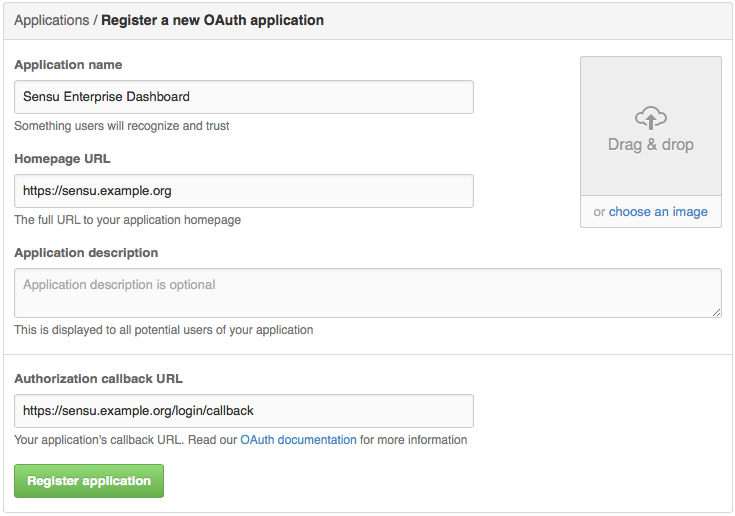 Applications / Register a new OAuth application
Application name
Sensu Enterprise Dashboard
Something users will recognize and trust
Homepage URL
https://sensu.example.org
The full URL to your application homepage
Drag & drop
or choose an image
Application description
Application description is optional
This is displayed to all potential users of your application
Authorization callback URL
https://sensu.example.org/login/callback
Your application's callback URL. Read our OAuth documentation for more information
Register application